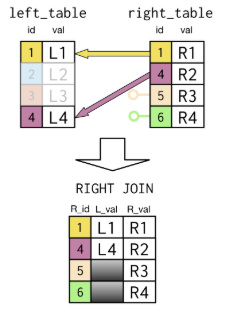 left_table right_table
id val id val
1 L1 1 R1
2 L2 4 R2
3 L3 5 R3
4 L4 6 R4
RIGHT JOIN
R_id L_val R_val
1 L1 R1
4 L4 R2
5 R3
6 R4